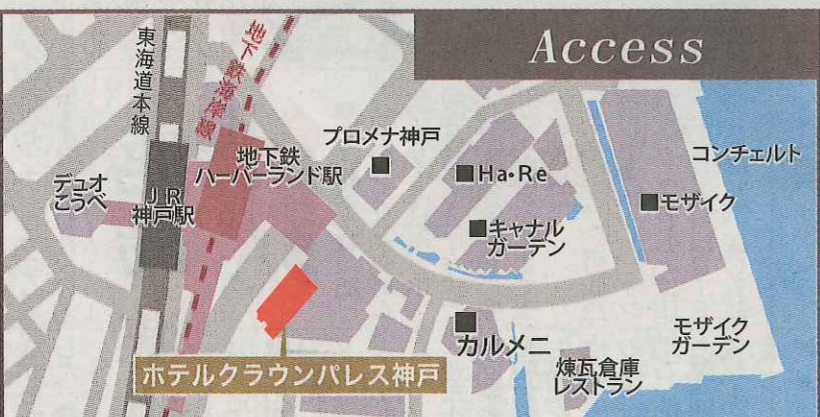 Access
東海道本線
地下鉄海岸線
プロメナ神戸
地下鉄
ハーバーランド駅
■Ha・Re
コンチェルト
デュオ
こうべ
JR
神戸駅
■モザイク
■キャナル
ガーデン
カルメニ
モザイク
ガーデン
煉瓦倉庫
レストラン
ホテルクラウンパレス神戸